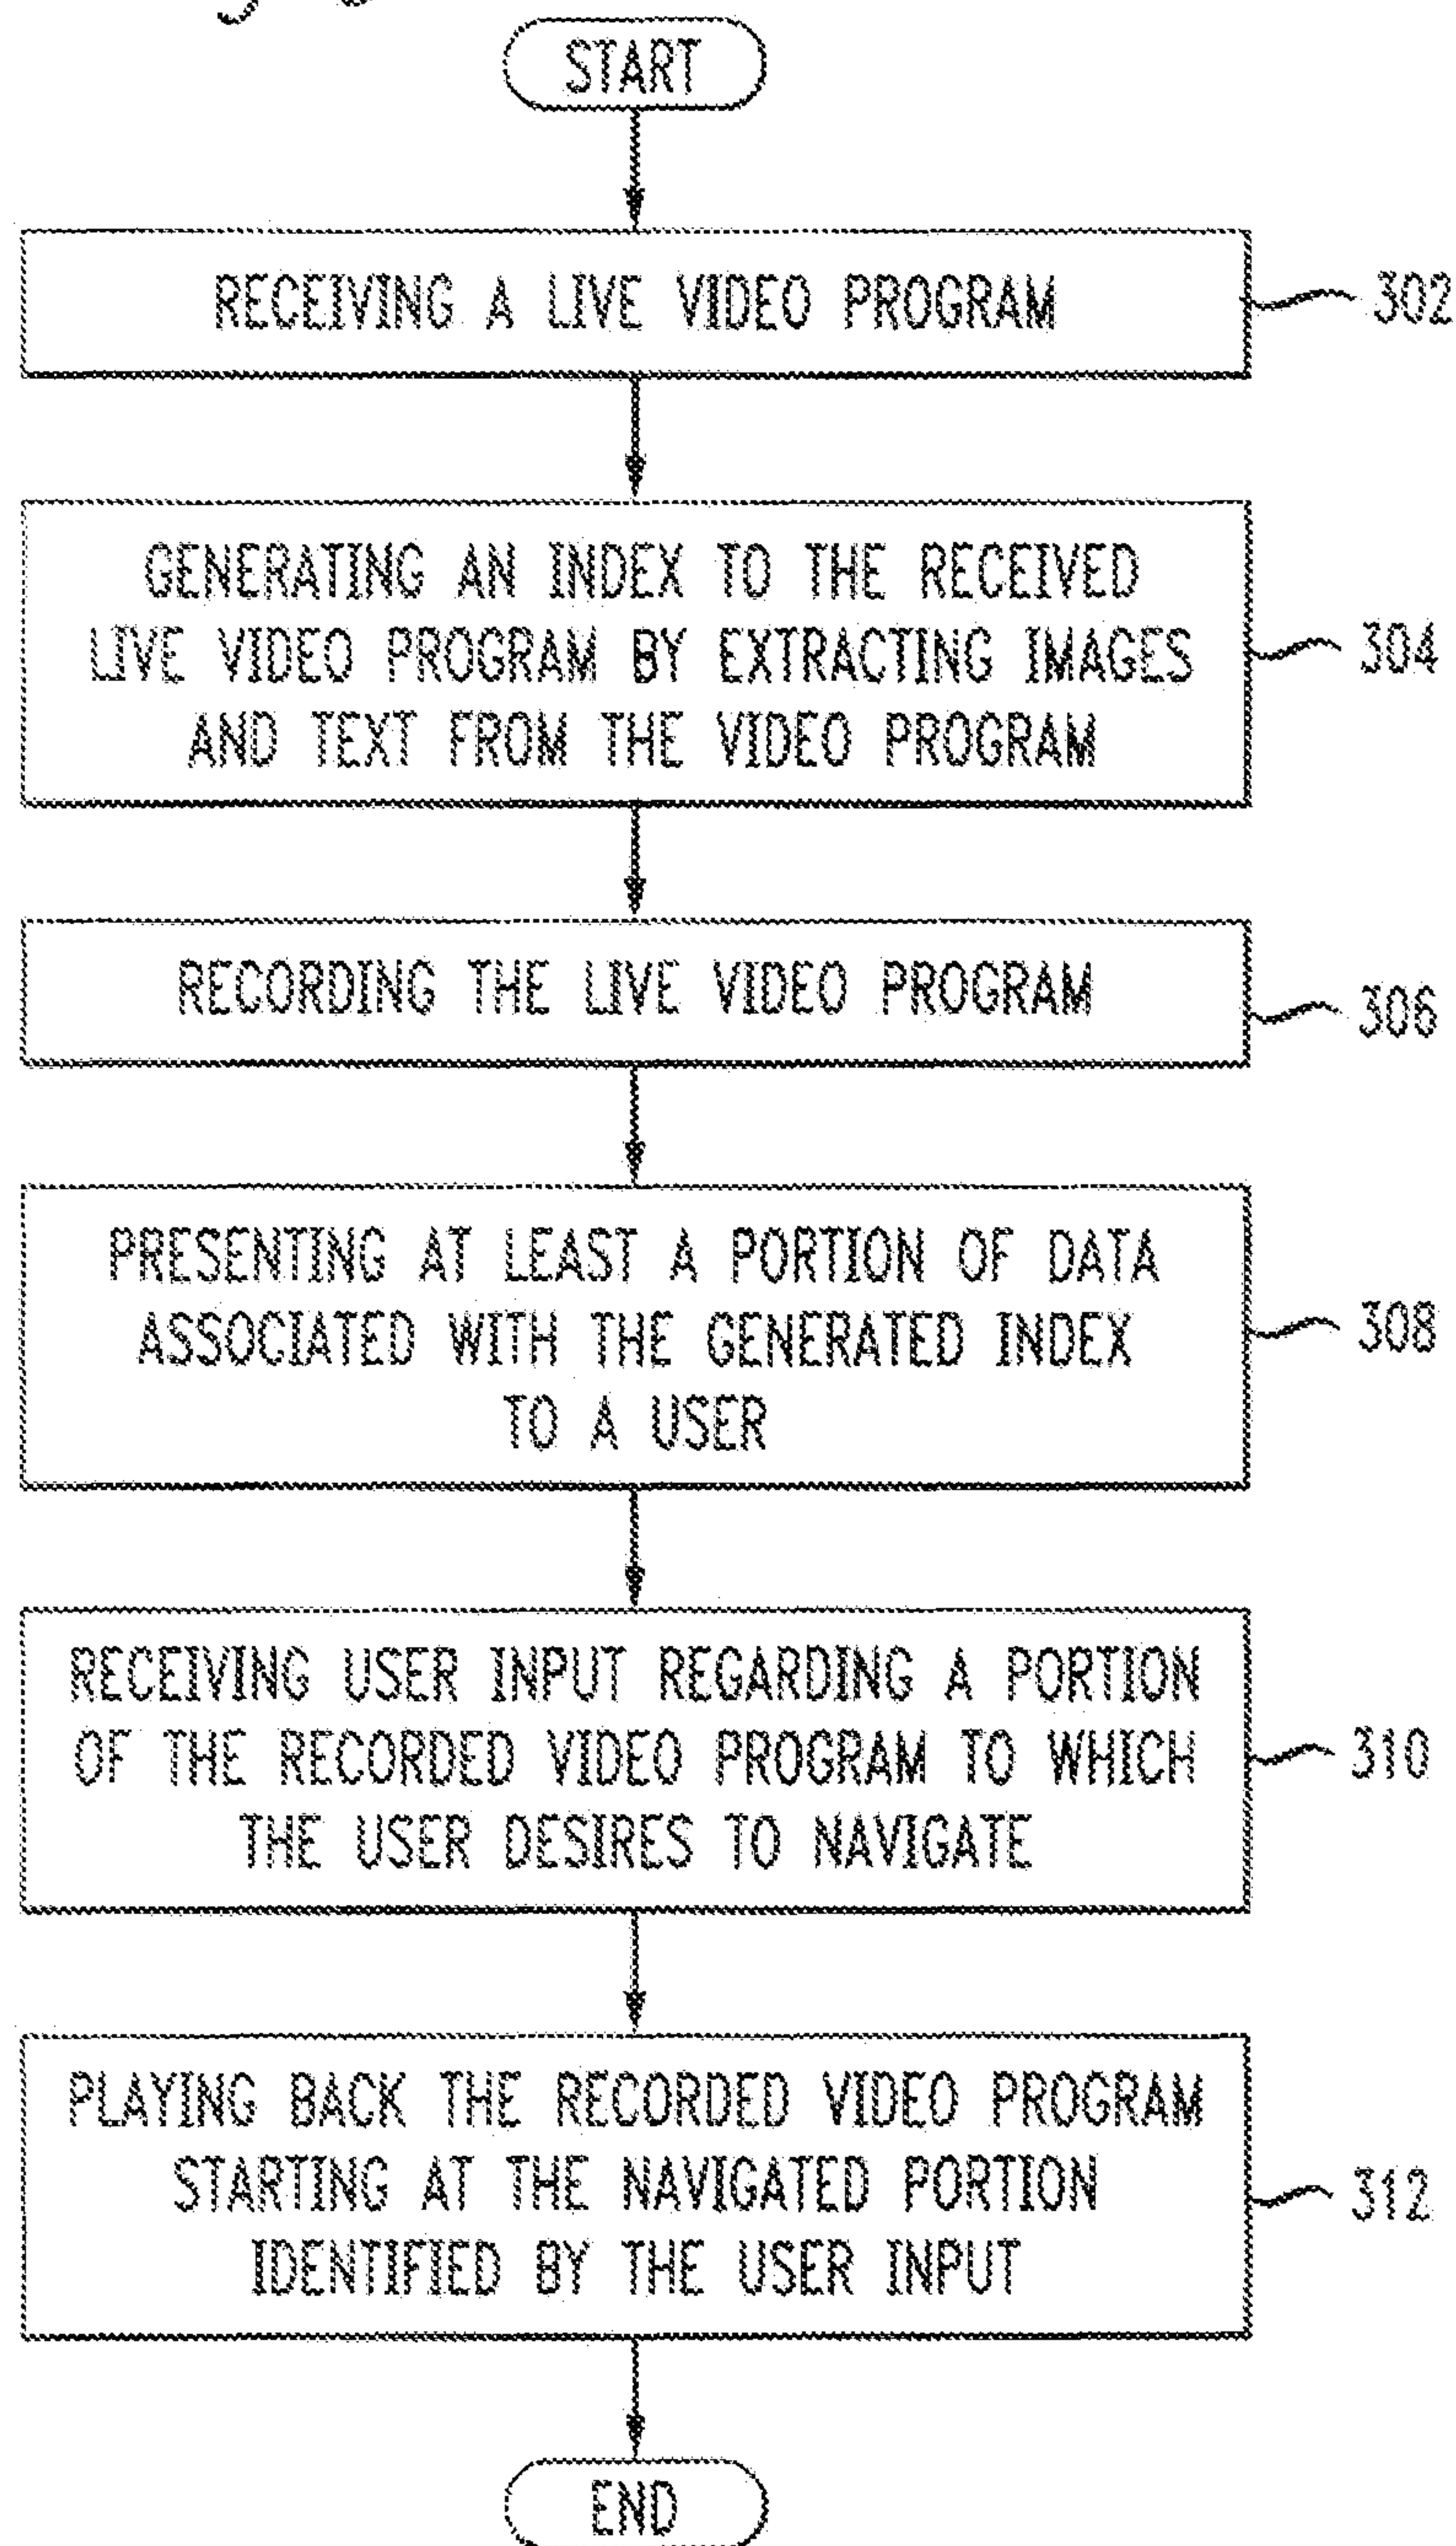 START
RECEIVING A LIVE VIDEO PROGRAM
302
GENERATING AN INDEX TO THE RECEIVED
LIVE VIDEO PROGRAM BY EXTRACTING IMAGES
AND TEXT FROM THE VIDEO PROGRAM
304
RECORDING THE LIVE VIDEO PROGRAM
306
PRESENTING AT LEAST A PORTION OF DATA
ASSOCIATED WITH THE GENERATED INDEX
TO A USER
308
RECEIVING USER INPUT REGARDING A PORTION
OF THE RECORDED VIDEO PROGRAM TO WHICH
THE USER DESIRES TO NAVIGATE
310
PLAYING BACK THE RECORDED VIDEO PROGRAM
STARTING AT THE NAVIGATED PORTION
IDENTIFIED BY THE USER INPUT
312
END